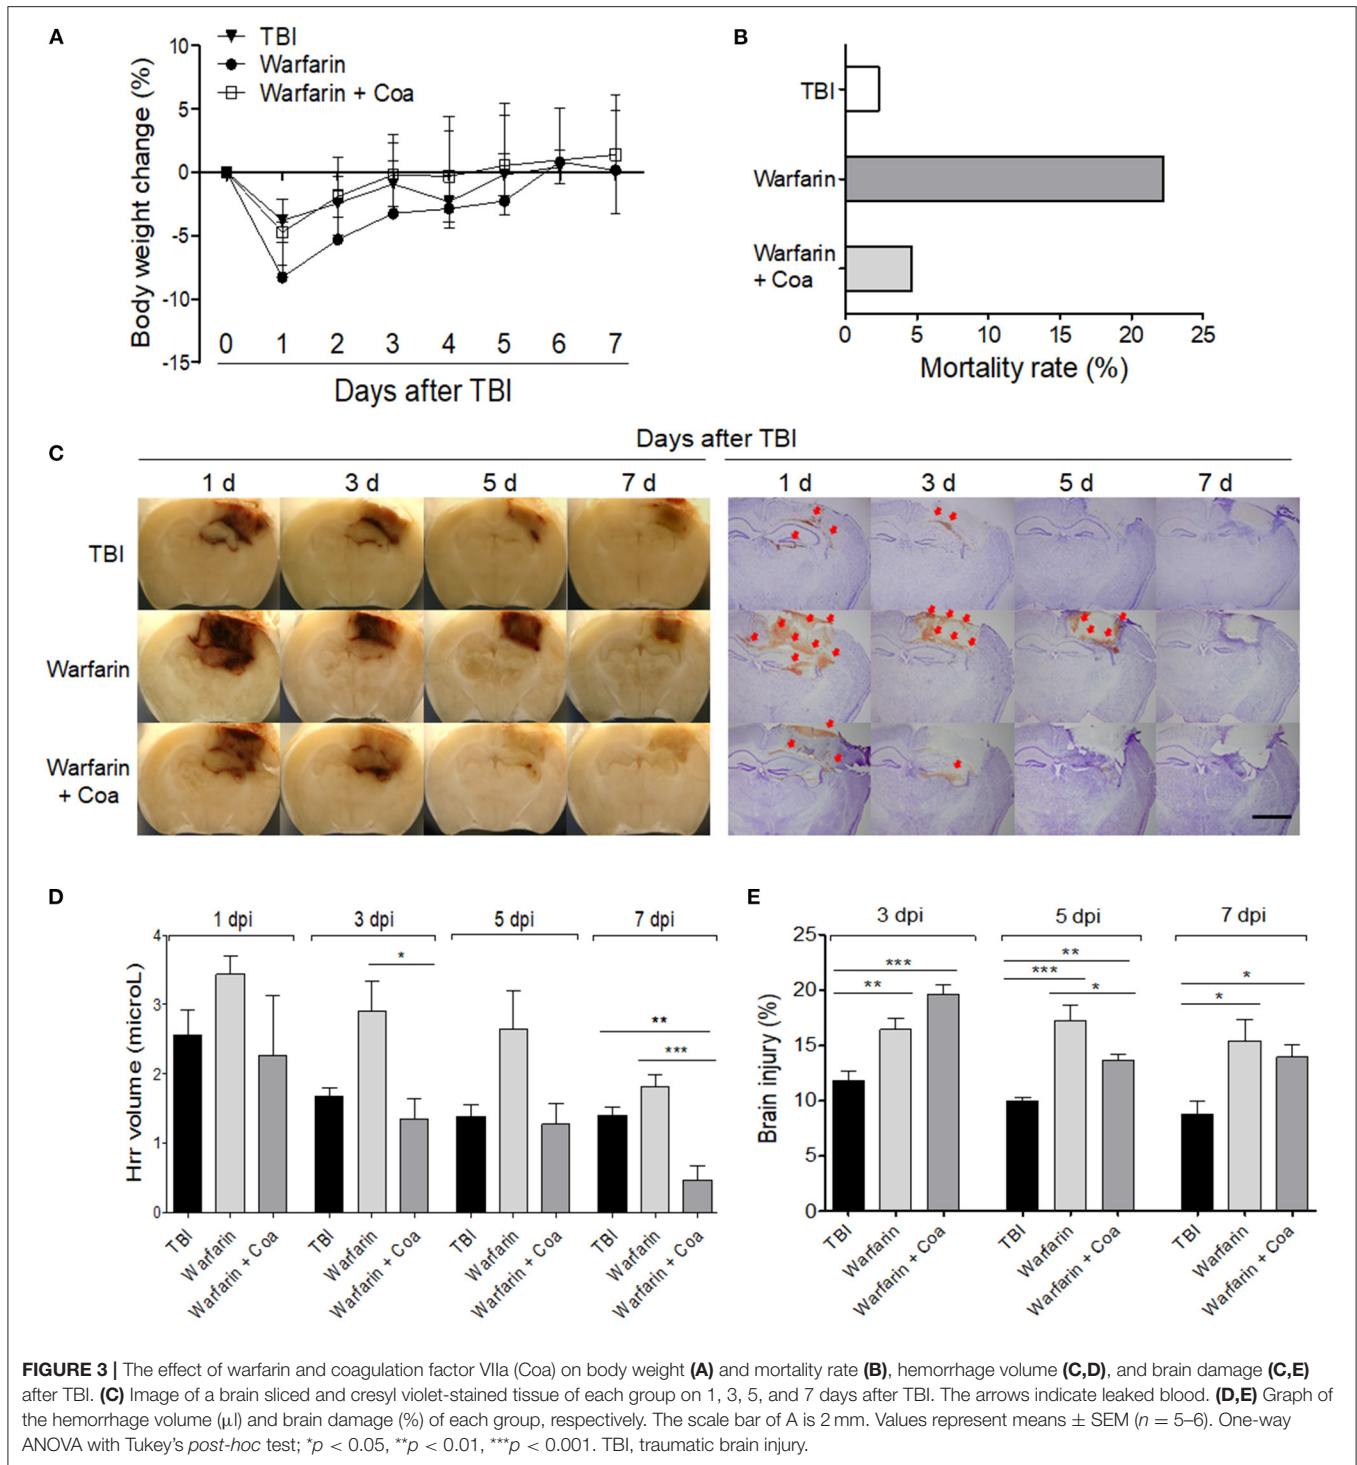 A
TBI
Warfarin
Warfarin + Coa
Body weight change (%)
10
5
0
-5
-10
-15
0 1 2 3 4 5 6 7
Days after TBI
B
TBI
Warfarin
Warfarin
+ Coa
0 5 10 15 20 25
Mortality rate (%)
C
Days after TBI
1 d 3 d 5 d 7 d 1 d 3 d 5 d 7 d
TBI
Warfarin
Warfarin
+ Coa
D
1 dpi 3 dpi 5 dpi 7 dpi
Hrr volume (microL)
4
3
2
1
0
*
**
***
TBI Warfarin Warfarin + Coa TBI Warfarin Warfarin + Coa TBI Warfarin Warfarin + Coa TBI Warfarin Warfarin + Coa
E
3 dpi 5 dpi 7 dpi
Brain injury (%)
25
20
15
10
5
0
***
**
**
***
*
*
*
TBI Warfarin Warfarin + Coa TBI Warfarin Warfarin + Coa TBI Warfarin Warfarin + Coa
FIGURE 3 | The effect of warfarin and coagulation factor VIIa (Coa) on body weight (A) and mortality rate (B), hemorrhage volume (C,D), and brain damage (C,E)
after TBI. (C) Image of a brain sliced and cresyl violet-stained tissue of each group on 1, 3, 5, and 7 days after TBI. The arrows indicate leaked blood. (D,E) Graph of
the hemorrhage volume (μl) and brain damage (%) of each group, respectively. The scale bar of A is 2 mm. Values represent means ± SEM (n = 5–6). One-way
ANOVA with Tukey's post-hoc test; *p < 0.05, **p < 0.01, ***p < 0.001. TBI, traumatic brain injury.